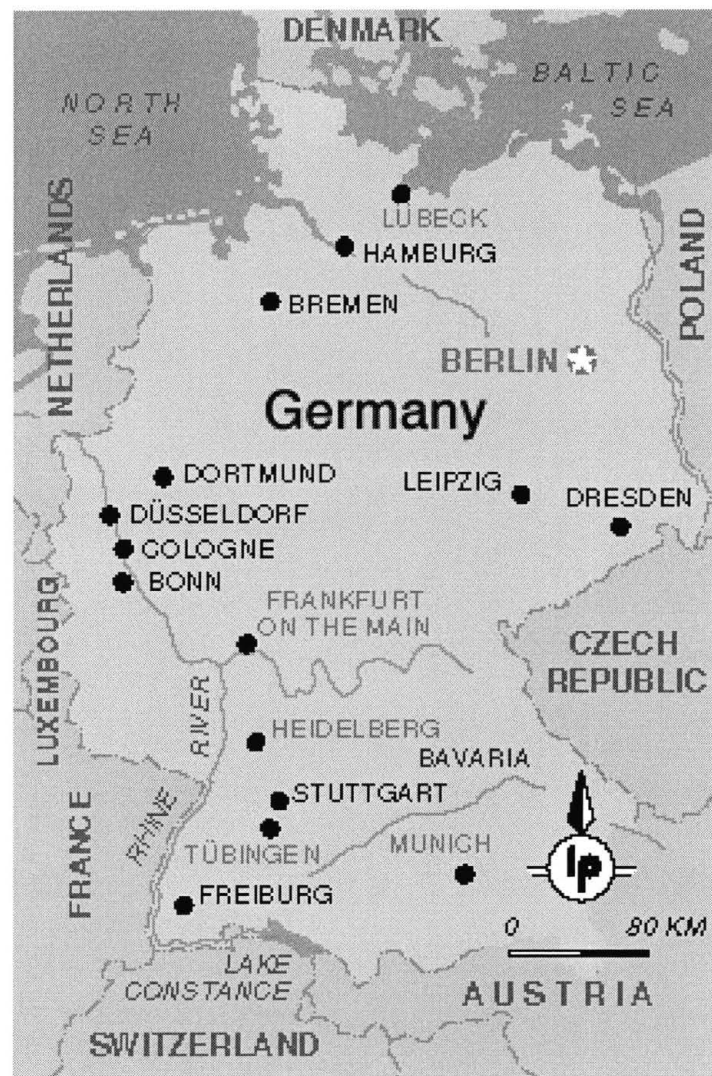 DENMARK
BALTIC
SEA
NORTH
SEA
NETHERLANDS
LÜBECK
HAMBURG
POLAND
BREMEN
BERLIN
Germany
DORTMUND
LEIPZIG
DÜSSELDORF
DRESDEN
COLOGNE
BONN
LUXEMBOURG
FRANKFURT
ON THE MAIN
CZECH
REPUBLIC
RIVER
HEIDELBERG
BAVARIA
STUTTGART
FRANCE
RHINE
TÜBINGEN
MUNICH
lp
FREIBURG
0 80 KM
LAKE
CONSTANCE
AUSTRIA
SWITZERLAND